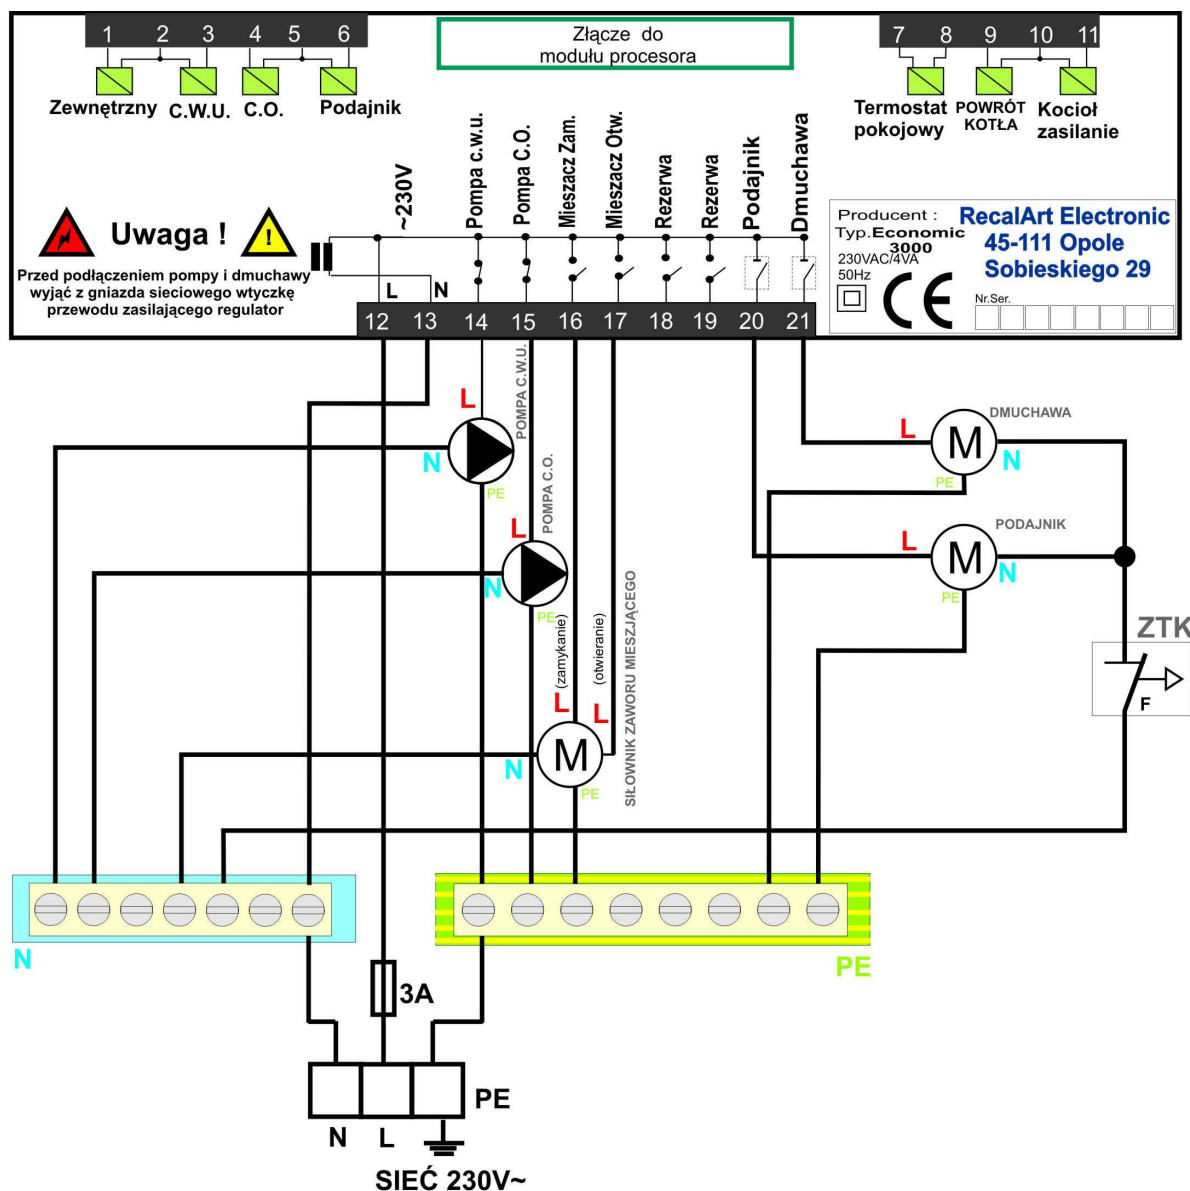 1 2 3 4 5 6
Złącze do
modułu procesora
7 8 9 10 11
Zewnętrzny C.W.U. C.O. Podajnik
Termostat
pokojowy
POWRÓT
KOTŁA
Kocioł
zasilanie
~230V
Pompa c.w.u.
Pompa C.O.
Mieszacz Zam.
Mieszacz Otw.
Rezerwa
Rezerwa
Podajnik
Dmuchawa
Uwaga !
!
Przed podłączeniem pompy i dmuchawy
wyjąć z gniazda sieciowego wtyczkę
przewodu zasilającego regulator
Producent : RecalArt Electronic
Typ.Economic
3000
45-111 Opole
Sobieskiego 29
230VAC/4VA
50Hz
CE
Nr.Ser.
L N
12 13 14 15 16 17 18 19 20 21
L
N
PE
POMPA C.W.U.
L
N
PE
POMPA C.O.
(zamykanie)
(otwieranie)
L
L
M
N
PE
SIŁOWNIK ZAWORU MIESZJĄCEGO
DMUCHAWA
L
M
N
PE
PODAJNIK
L
M
N
PE
ZTK
F
N
PE
3A
PE
N L
SIEĆ 230V~